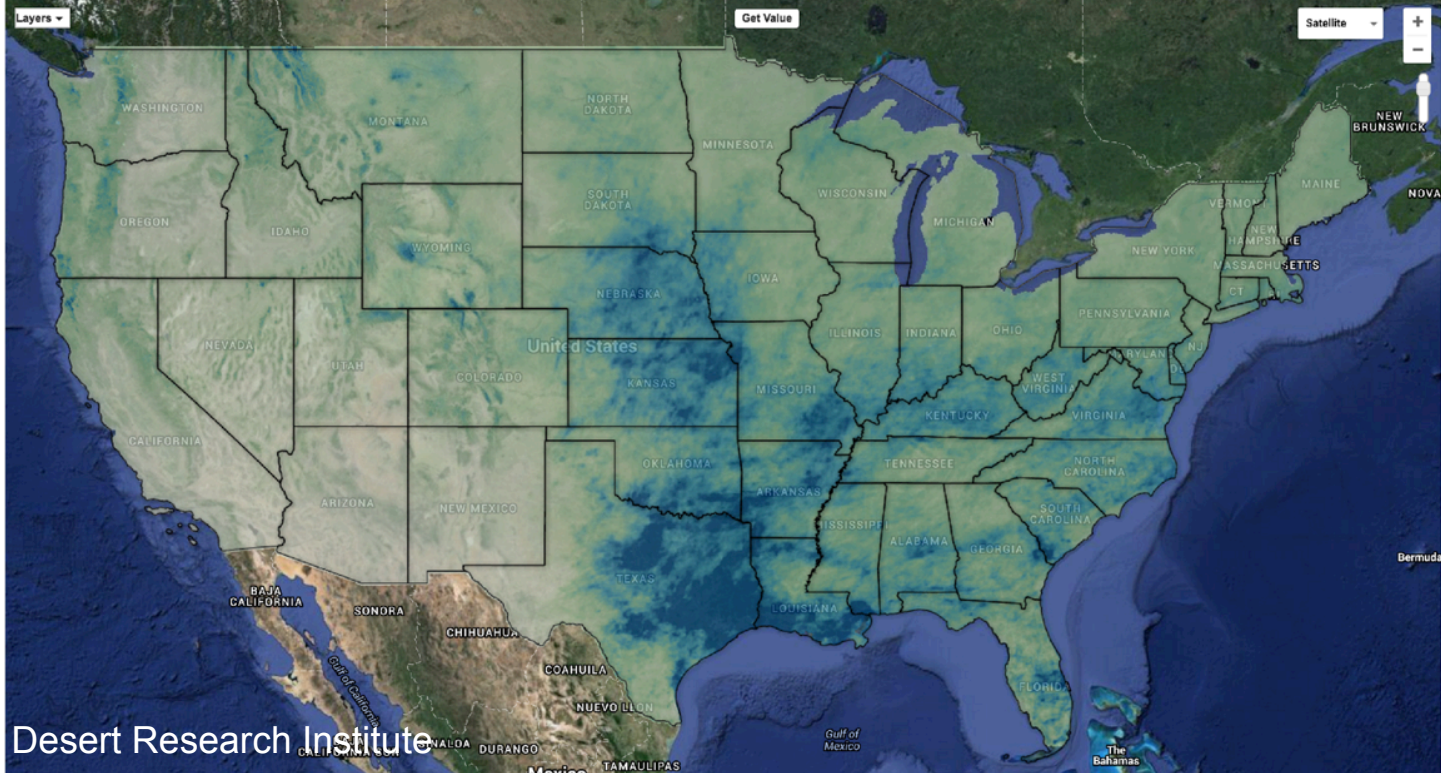 Layers
Get Value
Satellite
+
−
WASHINGTON
MONTANA
NORTH
DAKOTA
MINNESOTA
NEW
BRUNSWICK
NOVA
MAINE
OREGON
IDAHO
WYOMING
SOUTH
DAKOTA
WISCONSIN
MICHIGAN
VERMONT
NEW
HAMPSHIRE
NEW YORK
MASSACHUSETTS
CT
RI
IOWA
NEBRASKA
United States
NEVADA
UTAH
COLORADO
KANSAS
MISSOURI
ILLINOIS
INDIANA
OHIO
PENNSYLVANIA
NJ
RYLAN
DE
WEST
VIRGINIA
KENTUCKY
VIRGINIA
CALIFORNIA
ARIZONA
NEW MEXICO
OKLAHOMA
ARKANSAS
TENNESSEE
NORTH
CAROLINA
SOUTH
CAROLINA
MISSISSIPPI
ALABAMA
GEORGIA
TEXAS
LOUISIANA
FLORIDA
Bermuda
BAJA
CALIFORNIA
SONORA
CHIHUAHUA
COAHUILA
NUEVO LEON
Gulf of California
Gulf of
Mexico
The
Bahamas
Desert Research Institute
DURANGO
TAMAULIPAS
Mexico